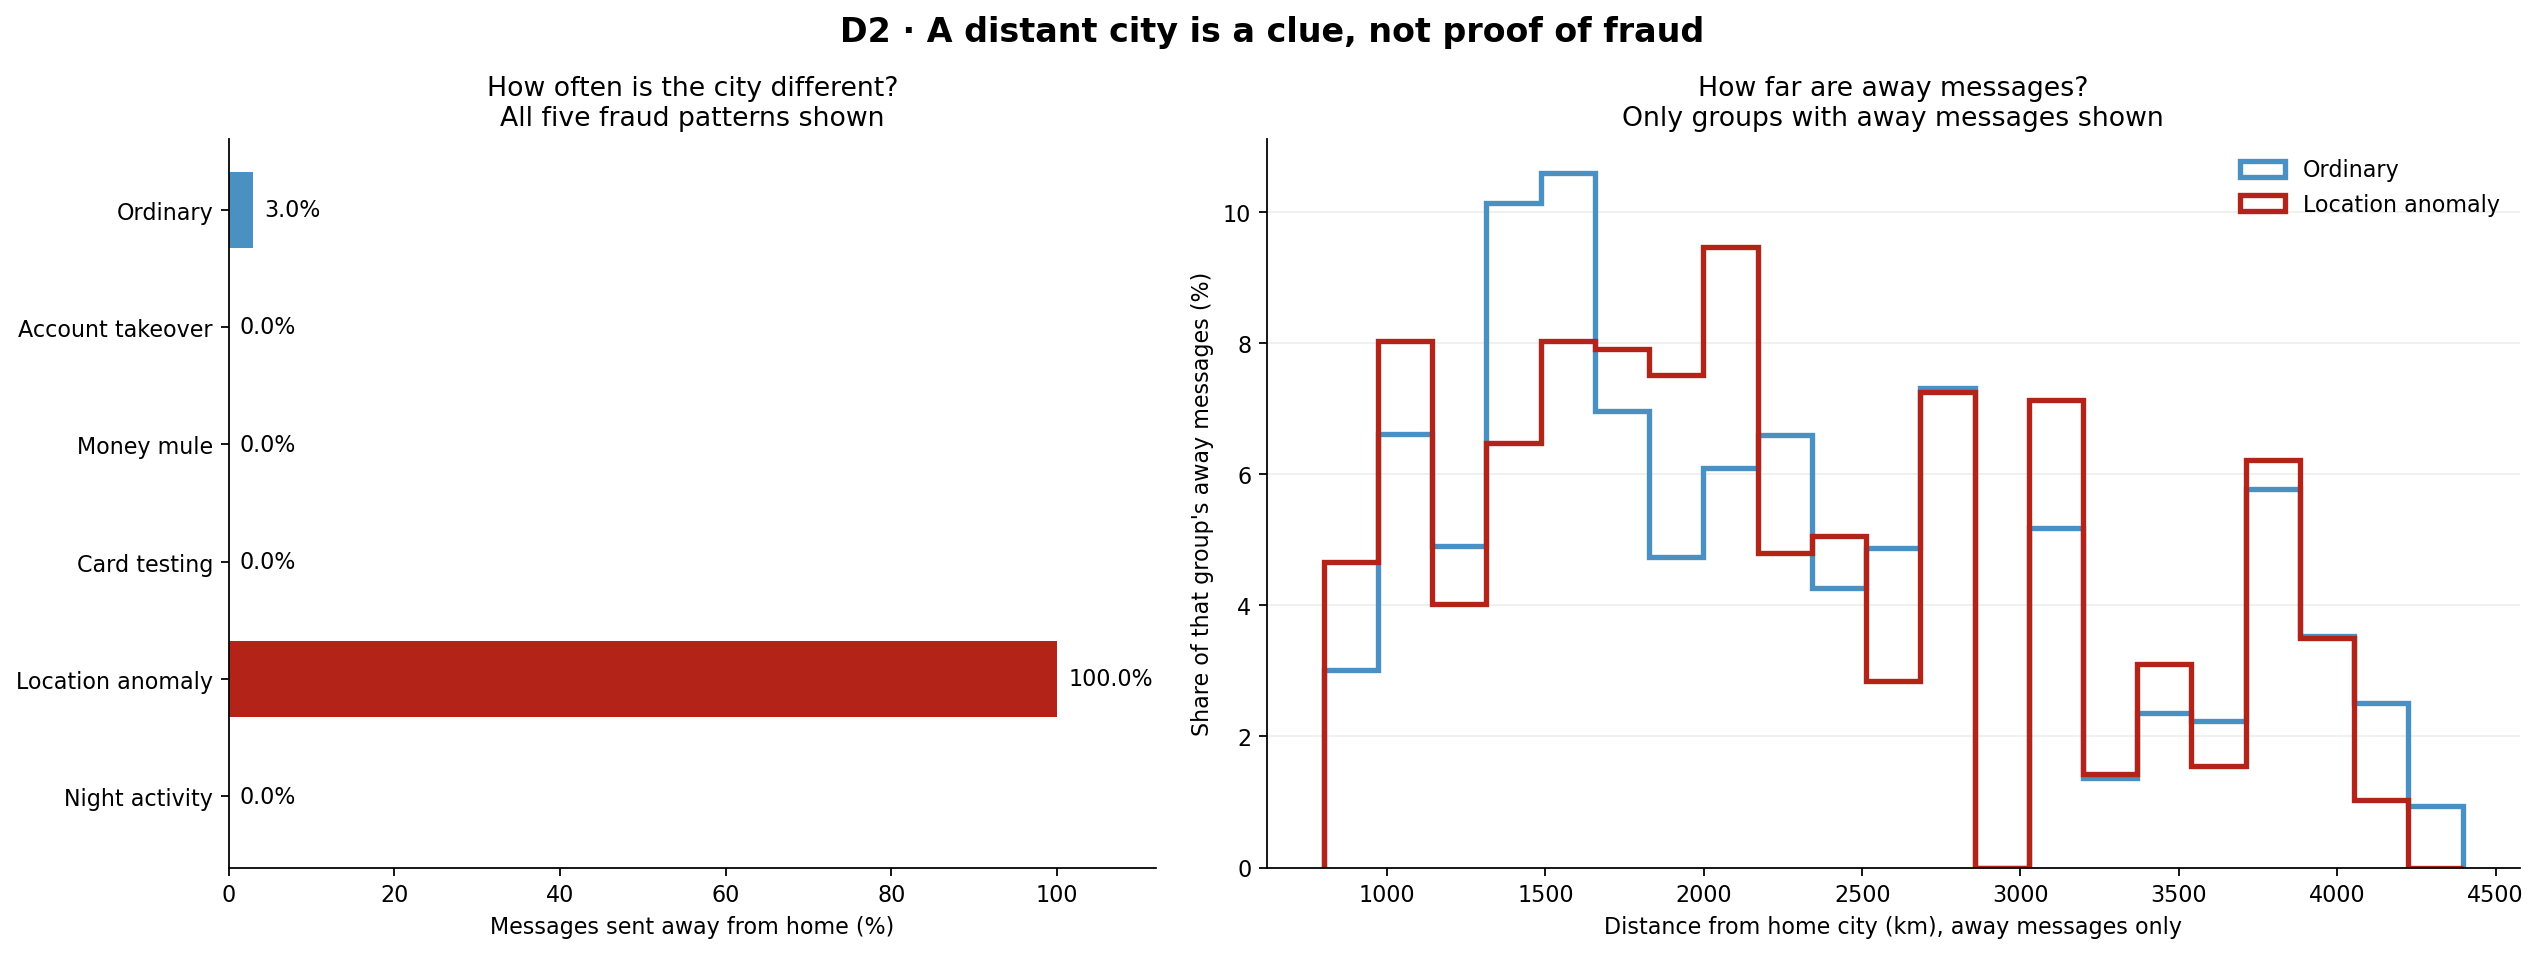 D2 · A distant city is a clue, not proof of fraud
How often is the city different?
All five fraud patterns shown
Ordinary
Account takeover
Money mule
Card testing
Location anomaly
Night activity
3.0%
0.0%
0.0%
0.0%
100.0%
0.0%
0
20
40
60
80
100
Messages sent away from home (%)
How far are away messages?
Only groups with away messages shown
Ordinary
Location anomaly
Share of that group's away messages (%)
10
8
6
4
2
0
1000
1500
2000
2500
3000
3500
4000
4500
Distance from home city (km), away messages only